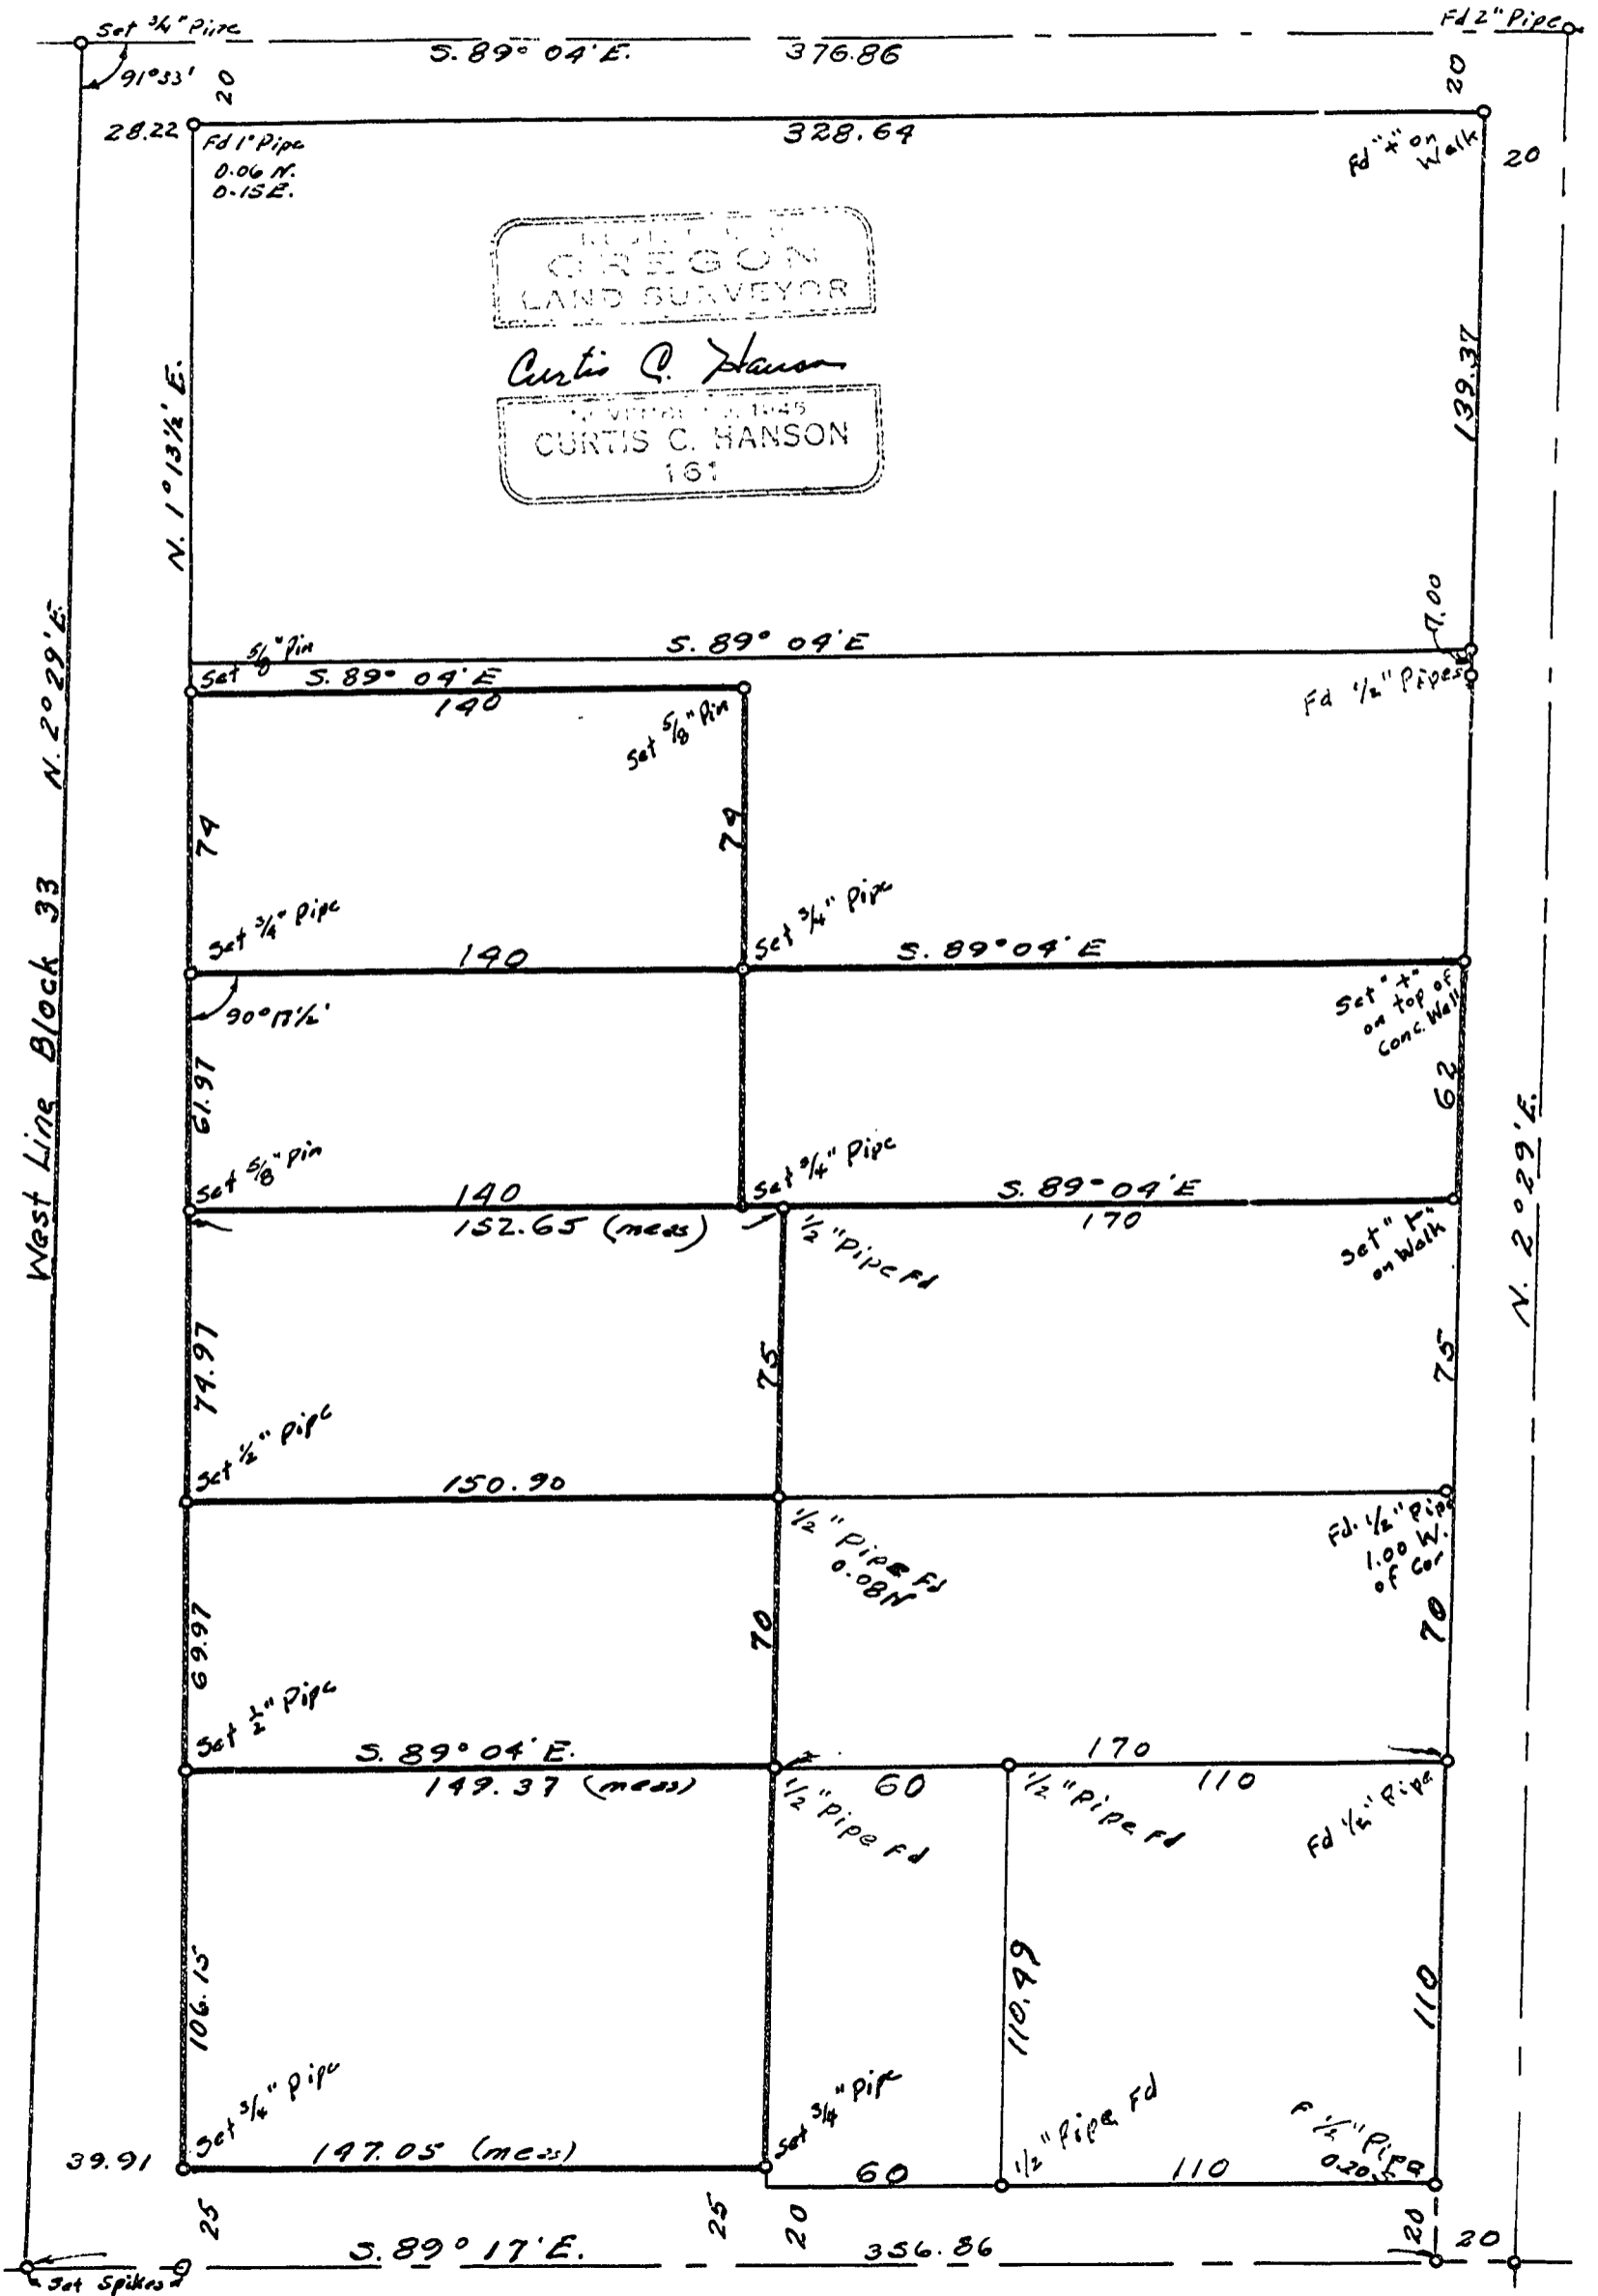 Set 3/4" Pipe
Fd 2" Pipe
S. 89° 04' E. 376.86
91°33'
20
20
28.22
328.64
Fd 1" Pipe
0.06 N.
0.15 E.
Fd "x" on
Walk
20
OREGON
LAND SURVEYOR
Curtis C. Hanson
1945
CURTIS C. HANSON
161
N. 1° 13½' E.
139.37
7.00
S. 89° 04' E
Set 5/8" Pin
S. 89° 04' E
140
Set 5/8" Pin
Fd 1/2" Pipes
West Line Block 33 N. 2° 29' E.
74
74
Set 3/4" Pipe
Set 3/4" Pipe
140
S. 89° 04' E
90°17½'
Set "x"
on top of
Conc. Wall
61.97
62
Set 5/8" Pin
Set 3/4" Pipe
140
S. 89° 04' E
152.65 (meas)
170
1/2" Pipe Fd
Set "x"
on Walk
N. 2° 29' E.
74.97
75
75
Set 1/2" Pipe
150.90
1/2" Pipe Fd
0.08 N
Fd. 1/2" Pipe
1.00 W.
of Cor
69.97
70
70
Set 1/2" Pipe
S. 89° 04' E.
149.37 (meas)
170
60
110
1/2" Pipe Fd
1/2" Pipe Fd
Fd 1/2" Pipe
106.15
110.49
110
Set 3/4" Pipe
Set 3/4" Pipe
1/2" Pipe Fd
F 1/2" Pipe
0.20
39.91
147.05 (meas)
60
110
25
25
20
20
20
S. 89° 17' E. 356.86
Set Spikes